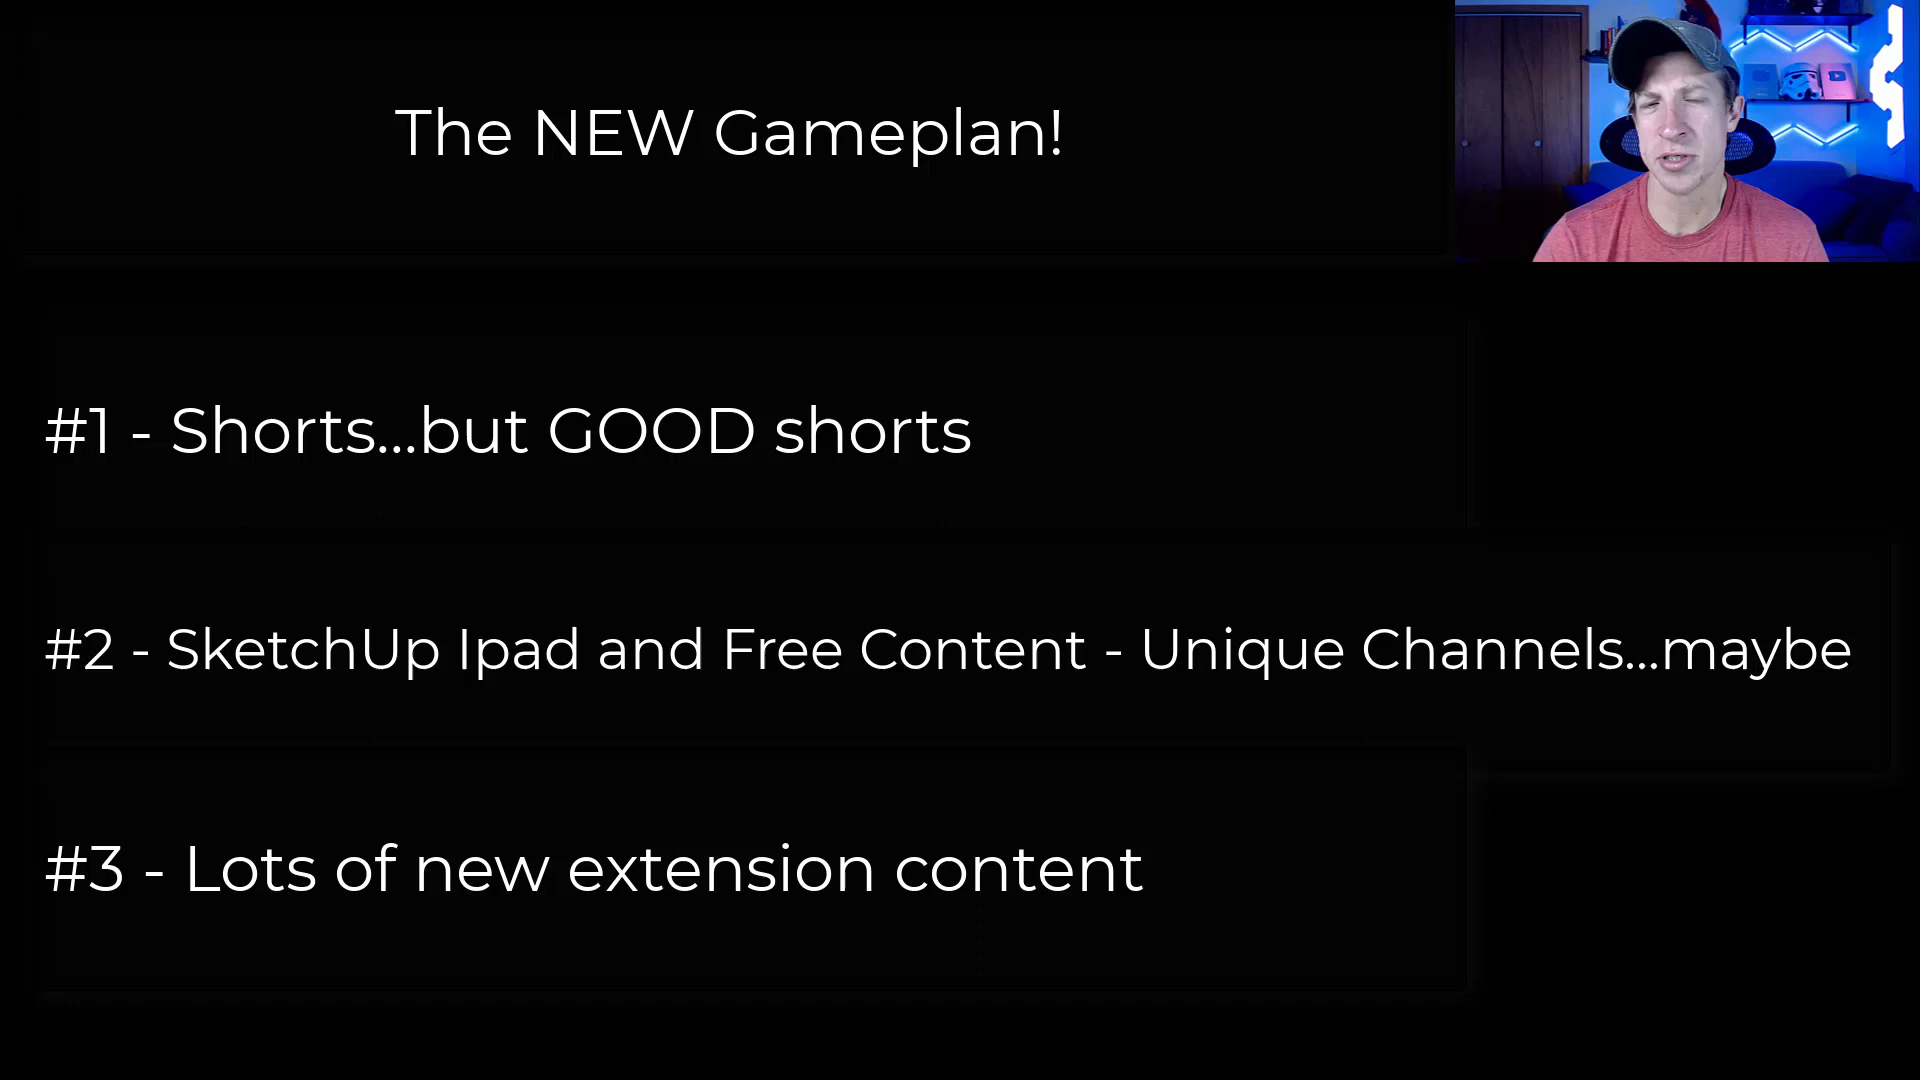 The NEW Gameplan!
#1 - Shorts...but GOOD shorts
#2 - SketchUp Ipad and Free Content - Unique Channels...maybe
#3 - Lots of new extension content